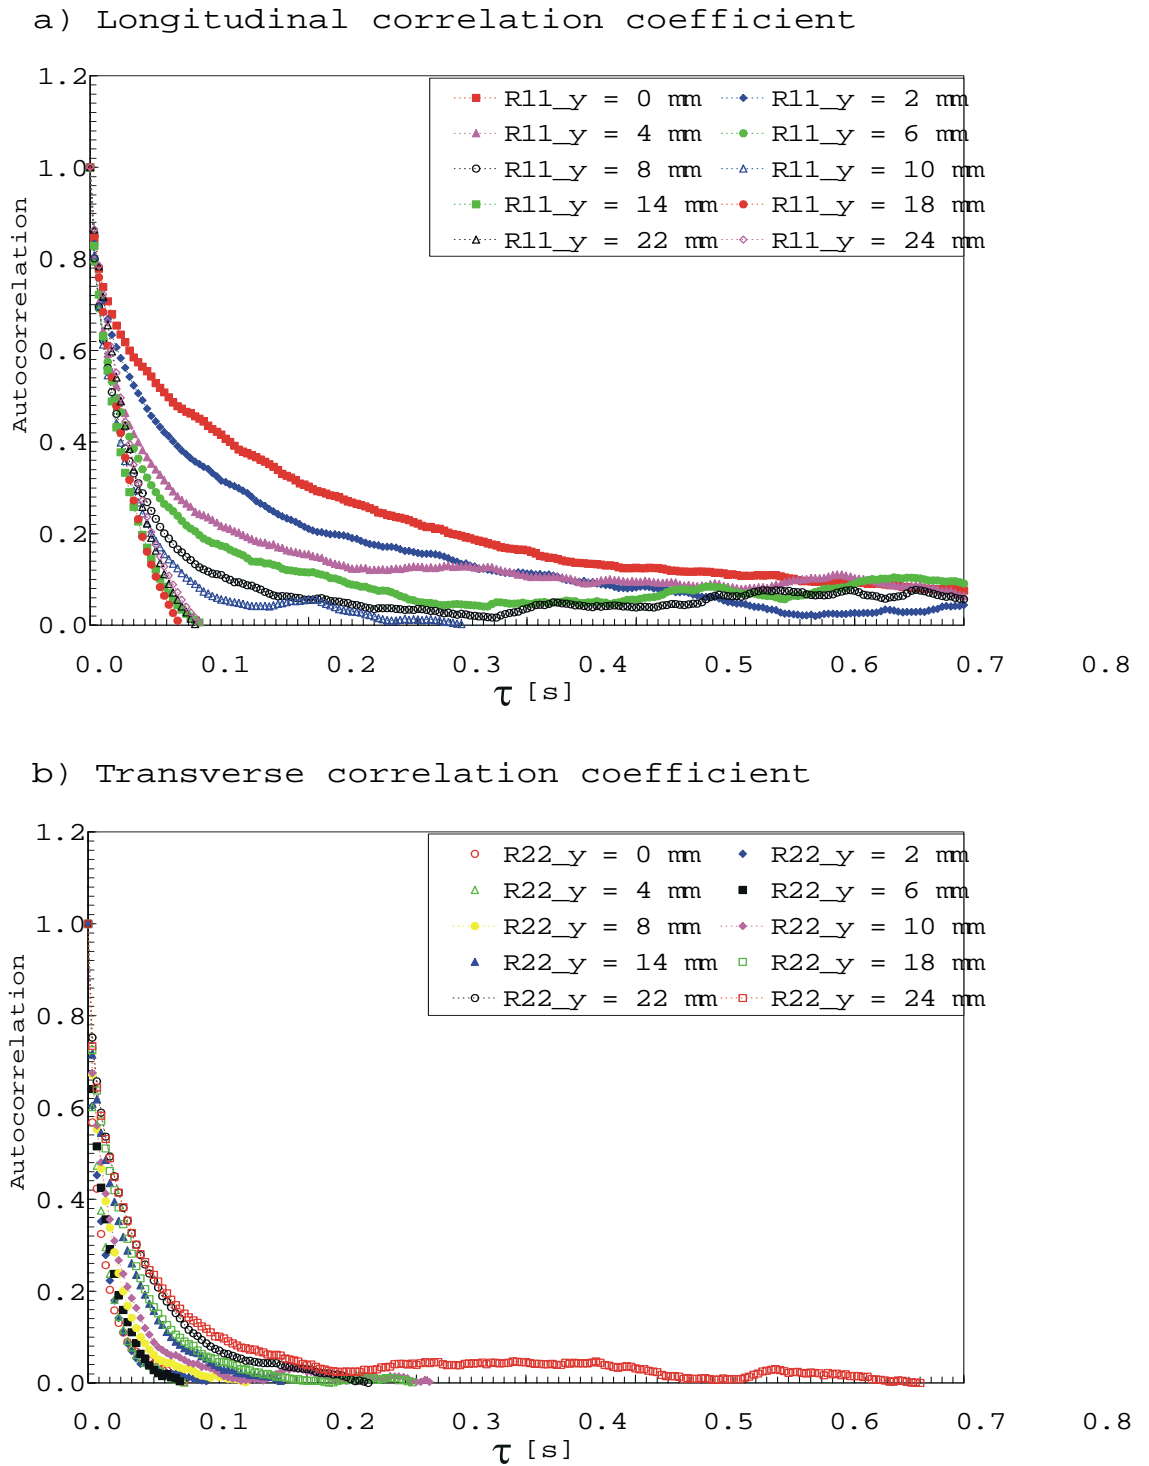 a) Longitudinal correlation coefficient
1.2
1.0
0.8
0.6
0.4
0.2
0.0
Autocorrelation
R11_y = 0 mm R11_y = 2 mm
R11_y = 4 mm R11_y = 6 mm
R11_y = 8 mm R11_y = 10 mm
R11_y = 14 mm R11_y = 18 mm
R11_y = 22 mm R11_y = 24 mm
0.0 0.1 0.2 0.3 0.4 0.5 0.6 0.7 0.8
τ [s]
b) Transverse correlation coefficient
1.2
1.0
0.8
0.6
0.4
0.2
0.0
Autocorrelation
R22_y = 0 mm R22_y = 2 mm
R22_y = 4 mm R22_y = 6 mm
R22_y = 8 mm R22_y = 10 mm
R22_y = 14 mm R22_y = 18 mm
R22_y = 22 mm R22_y = 24 mm
0.0 0.1 0.2 0.3 0.4 0.5 0.6 0.7 0.8
τ [s]